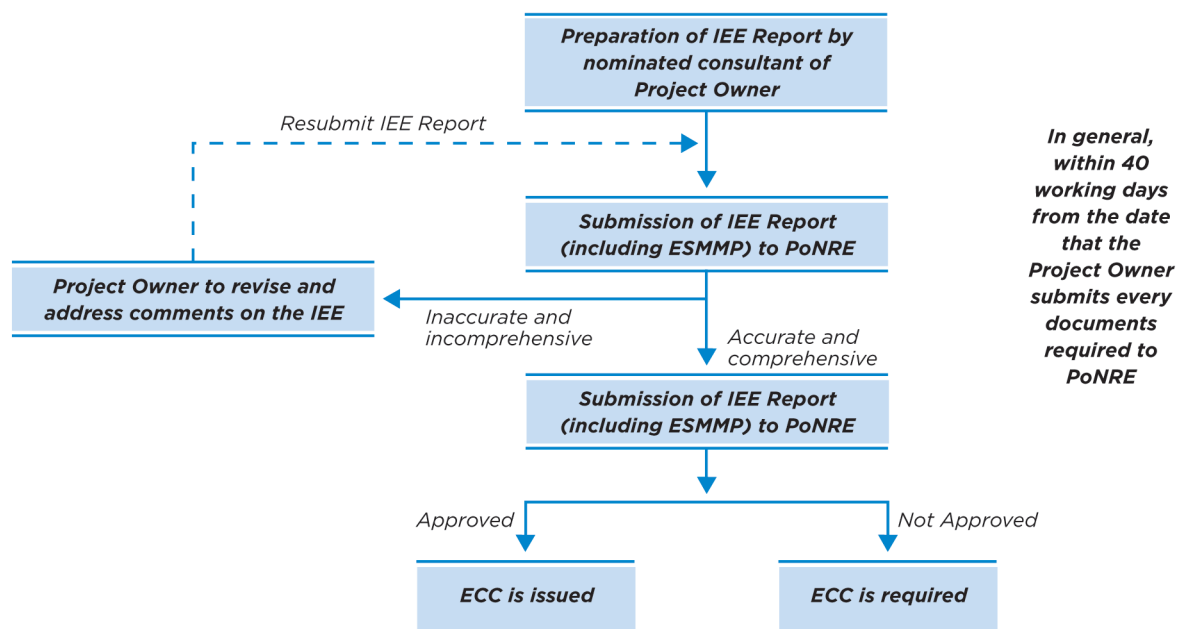 Preparation of IEE Report by
nominated consultant of
Project Owner
Resubmit IEE Report
In general,
within 40
working days
from the date
that the
Project Owner
submits every
documents
required to
PoNRE
Submission of IEE Report
(including ESMMP) to PoNRE
Project Owner to revise and
address comments on the IEE
Inaccurate and
incomprehensive
Accurate and
comprehensive
Submission of IEE Report
(including ESMMP) to PoNRE
Approved
Not Approved
ECC is issued
ECC is required